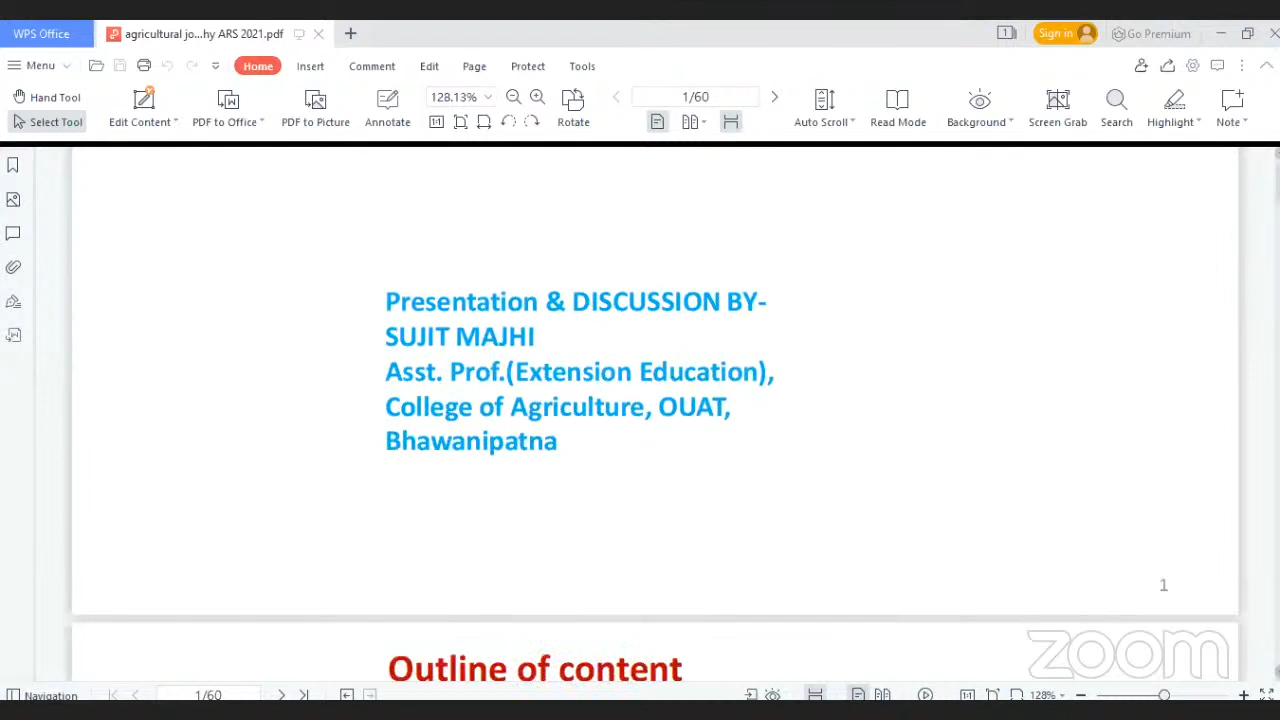 WPS Office
agricultural jo...hy ARS 2021.pdf
Sign in
Go Premium
Menu
Home
Insert
Comment
Edit
Page
Protect
Tools
Hand Tool
Select Tool
Edit Content
PDF to Office
PDF to Picture
Annotate
128.13%
Rotate
1/60
Auto Scroll
Read Mode
Background
Screen Grab
Search
Highlight
Note
Presentation & DISCUSSION BY-
SUJIT MAJHI
Asst. Prof.(Extension Education),
College of Agriculture, OUAT,
Bhawanipatna
1
Outline of content
zoom
Navigation
1/60
128%